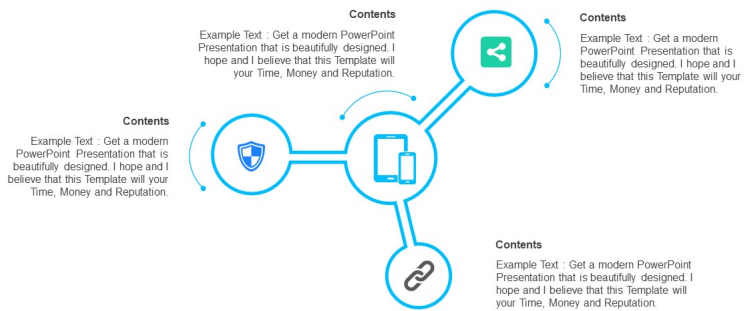 Contents
Example Text : Get a modern PowerPoint
Presentation that is beautifully designed. I
hope and I believe that this Template will
your Time, Money and Reputation.
Contents
Example Text : Get a modern
PowerPoint Presentation that is
beautifully designed. I hope and I
believe that this Template will your
Time, Money and Reputation.
Contents
Example Text : Get a modern
PowerPoint Presentation that is
beautifully designed. I hope and I
believe that this Template will your
Time, Money and Reputation.
Contents
Example Text : Get a modern PowerPoint
Presentation that is beautifully designed. I
hope and I believe that this Template will
your Time, Money and Reputation.